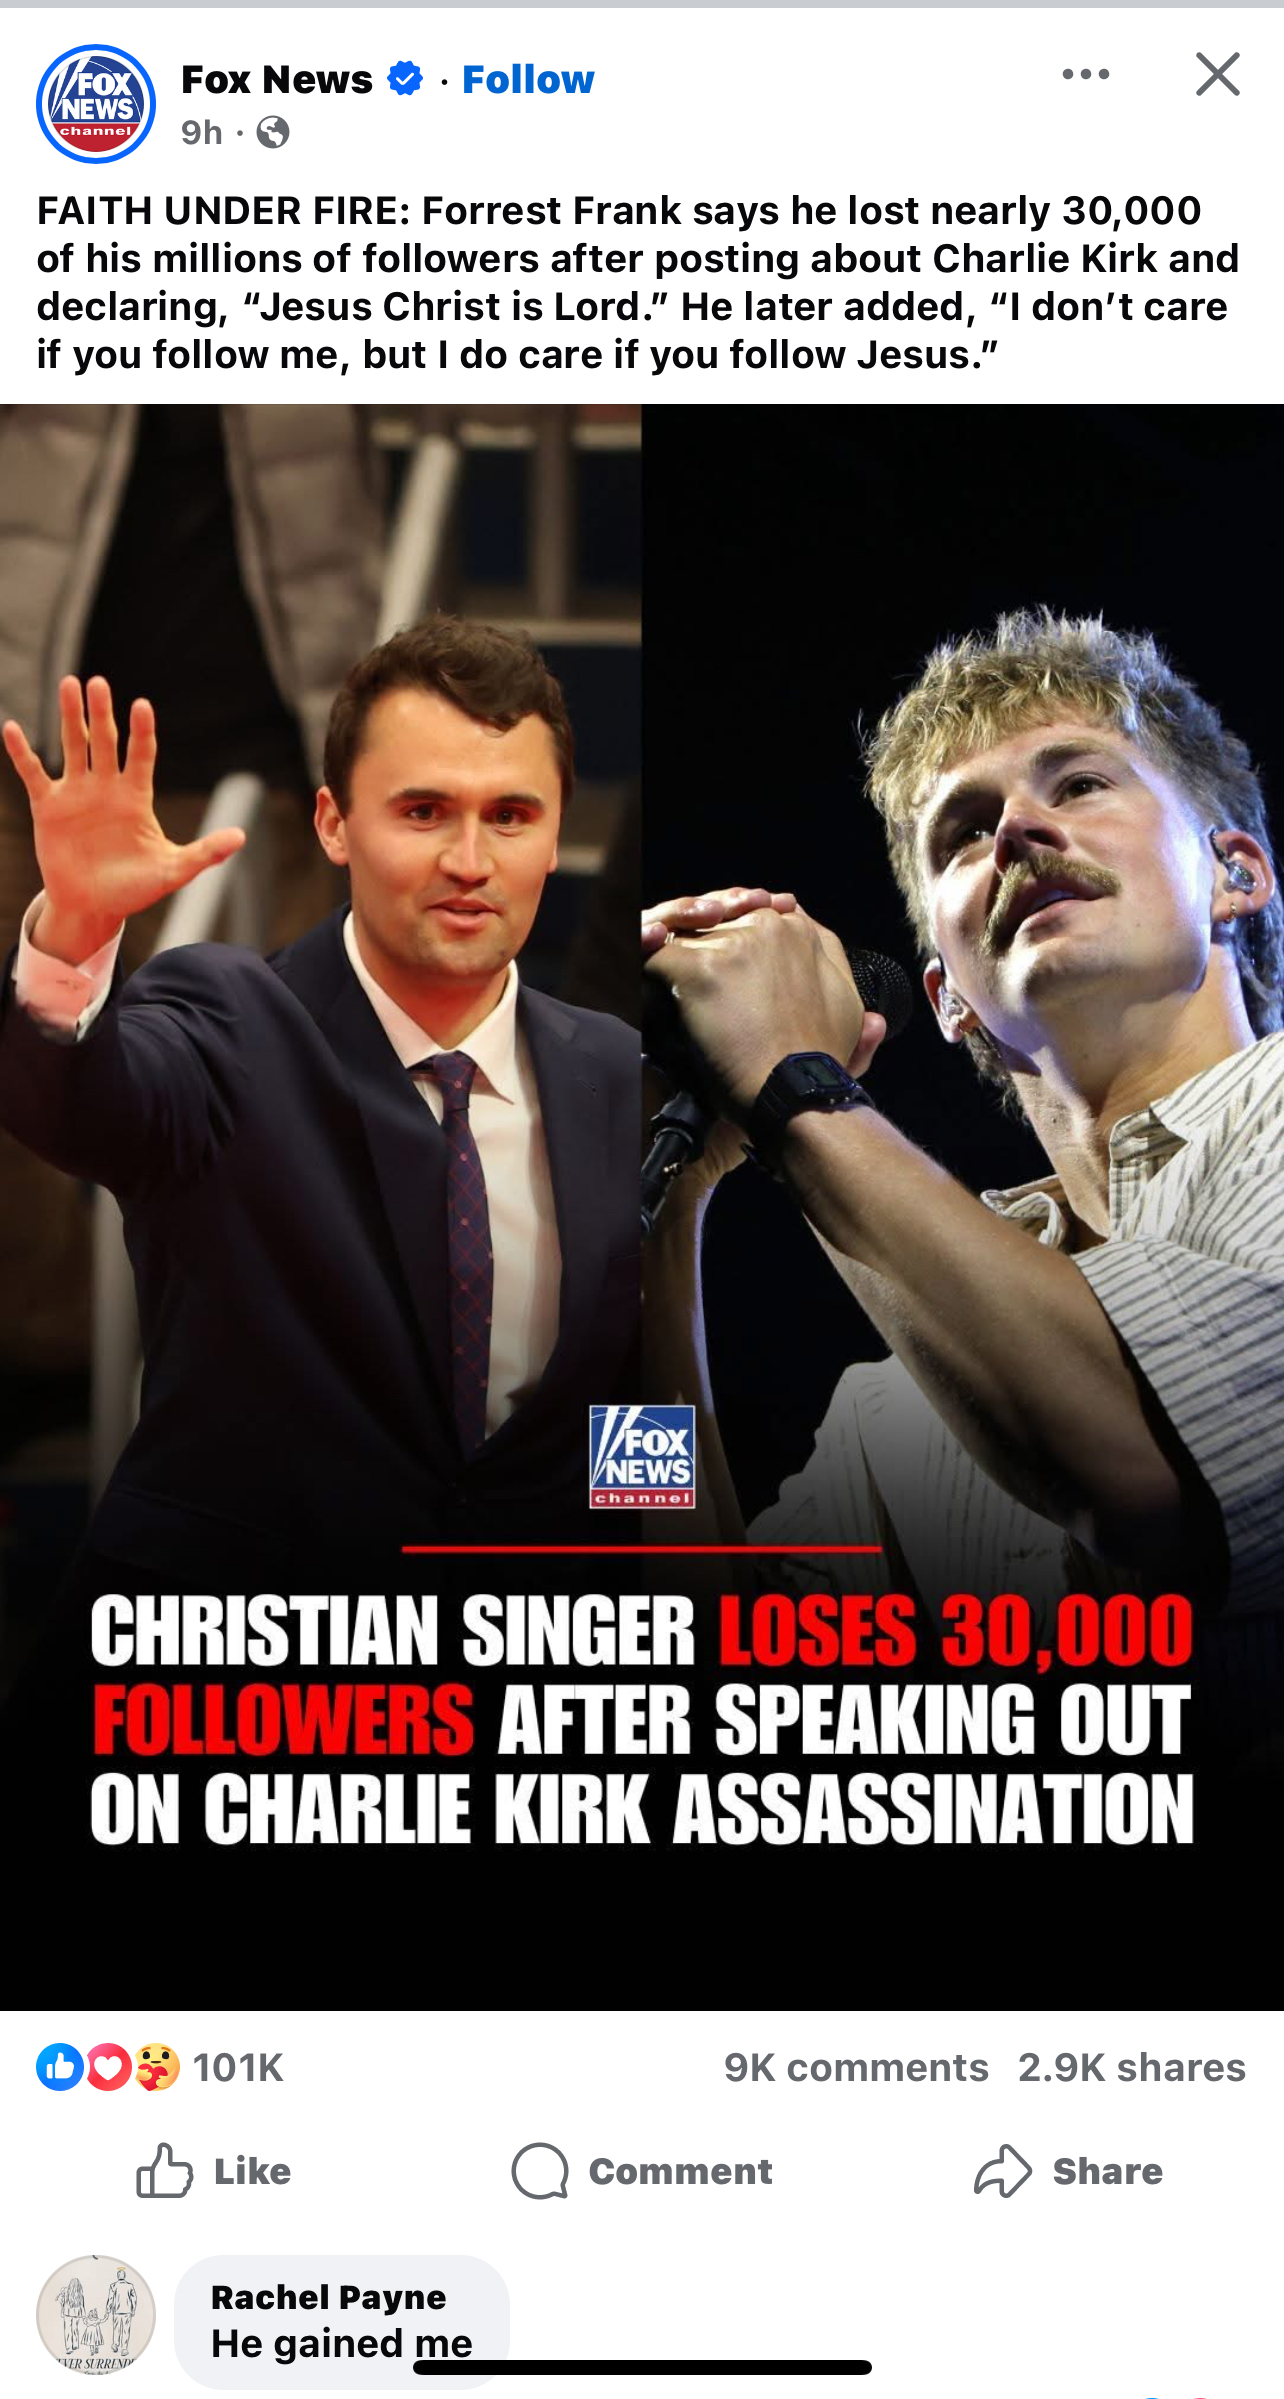 FOX
NEWS
channel
Fox News · Follow
9h ·
FAITH UNDER FIRE: Forrest Frank says he lost nearly 30,000
of his millions of followers after posting about Charlie Kirk and
declaring, “Jesus Christ is Lord.” He later added, “I don’t care
if you follow me, but I do care if you follow Jesus.”
FOX
NEWS
channel
CHRISTIAN SINGER LOSES 30,000
FOLLOWERS AFTER SPEAKING OUT
ON CHARLIE KIRK ASSASSINATION
101K 9K comments 2.9K shares
Like Comment Share
Rachel Payne
He gained me